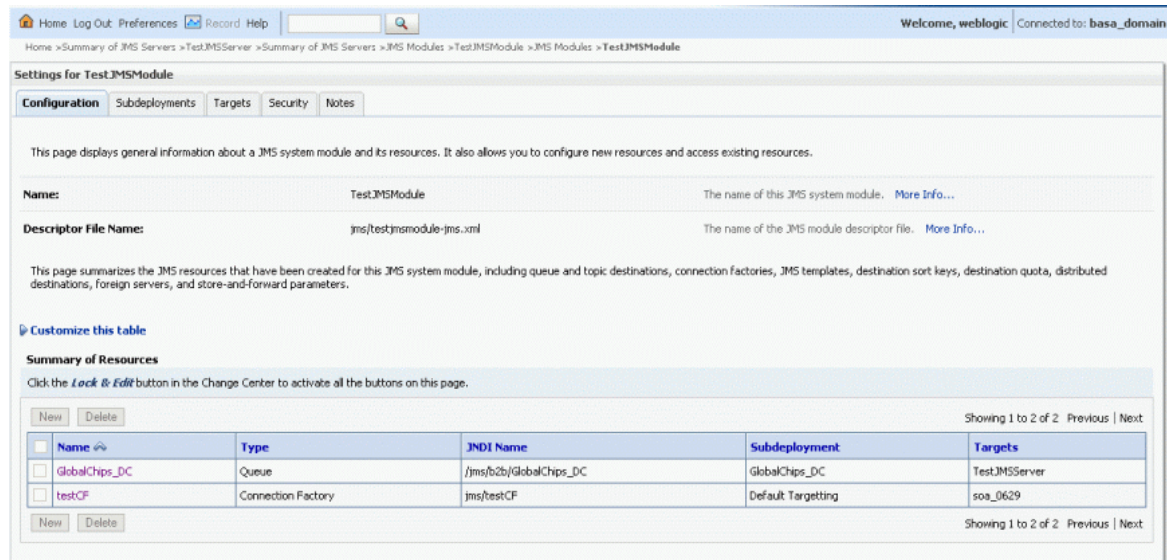 Home Log Out Preferences Record Help
Welcome, weblogic Connected to: basa_domain
Home >Summary of JMS Servers >TestJMSServer >Summary of JMS Servers >JMS Modules >TestJMSModule >JMS Modules >TestJMSModule
Settings for TestJMSModule
Configuration Subdeployments Targets Security Notes
This page displays general information about a JMS system module and its resources. It also allows you to configure new resources and access existing resources.
Name: TestJMSModule The name of this JMS system module. More Info...
Descriptor File Name: jms/testjmsmodule-jms.xml The name of the JMS module descriptor file. More Info...
This page summarizes the JMS resources that have been created for this JMS system module, including queue and topic destinations, connection factories, JMS templates, destination sort keys, destination quota, distributed
destinations, foreign servers, and store-and-forward parameters.
Customize this table
Summary of Resources
Click the Lock & Edit button in the Change Center to activate all the buttons on this page.
New Delete Showing 1 to 2 of 2 Previous | Next
Name Type JNDI Name Subdeployment Targets
GlobalChips_DC Queue /jms/b2b/GlobalChips_DC GlobalChips_DC TestJMSServer
testCF Connection Factory jms/testCF Default Targetting soa_0629
New Delete Showing 1 to 2 of 2 Previous | Next